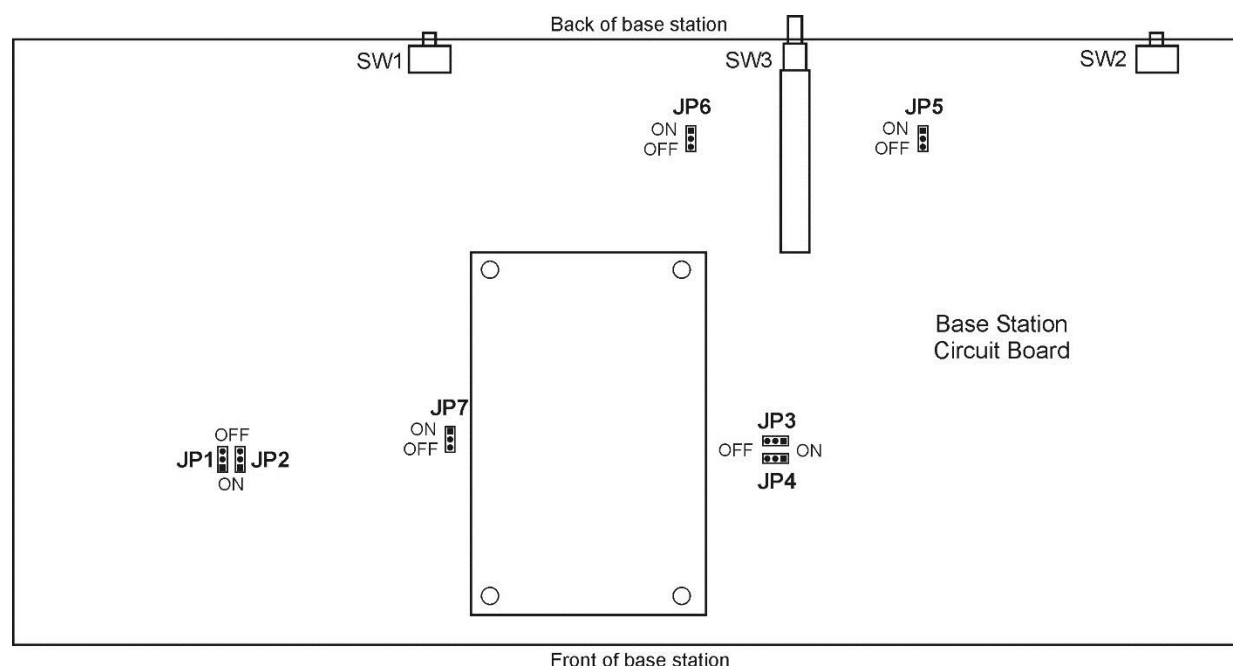 Back of base station
SW1
SW3
SW2
JP6
ON
OFF
JP5
ON
OFF
Base Station
Circuit Board
JP7
ON
OFF
JP3
OFF ON
JP4
OFF
JP1 JP2
ON
Front of base station